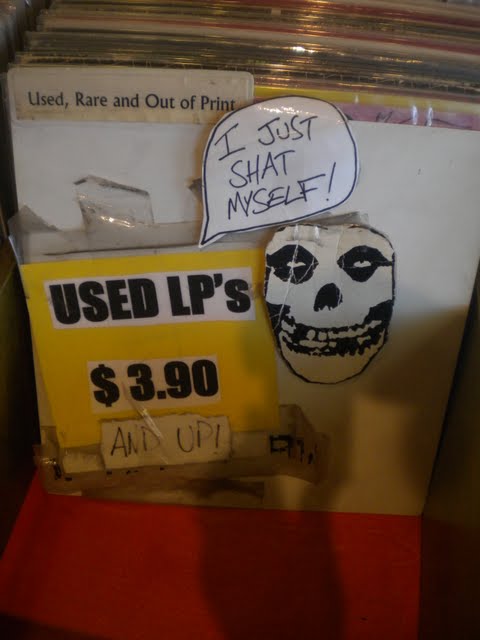 Used, Rare and Out of Print
I JUST
SHAT
MYSELF!
USED LP's
$3.90
AND UP!